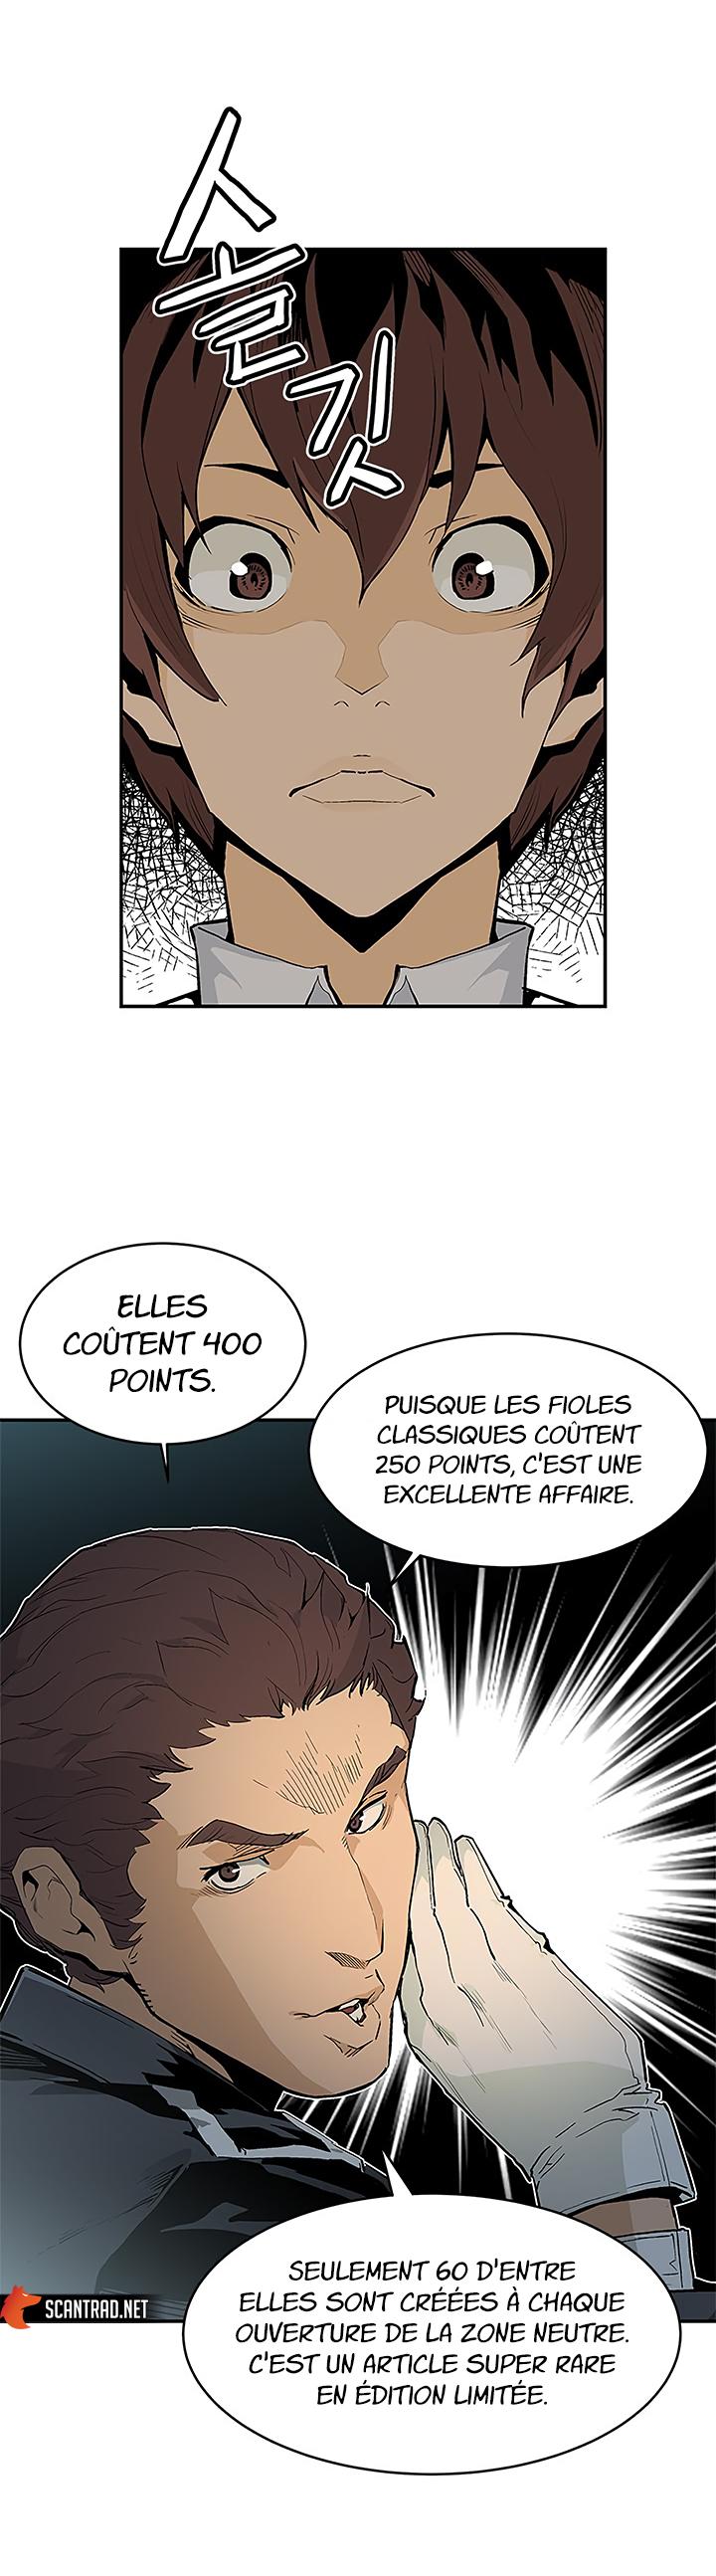 슬깃
ELLES
COÛTENT 400
POINTS.
PUISQUE LES FIOLES
CLASSIQUES COÛTENT
250 POINTS, C'EST UNE
EXCELLENTE AFFAIRE.
SEULEMENT 60 D'ENTRE
ELLES SONT CRÉÉES À CHAQUE
OUVERTURE DE LA ZONE NEUTRE.
C'EST UN ARTICLE SUPER RARE
EN ÉDITION LIMITÉE.
SCANTRAD.NET